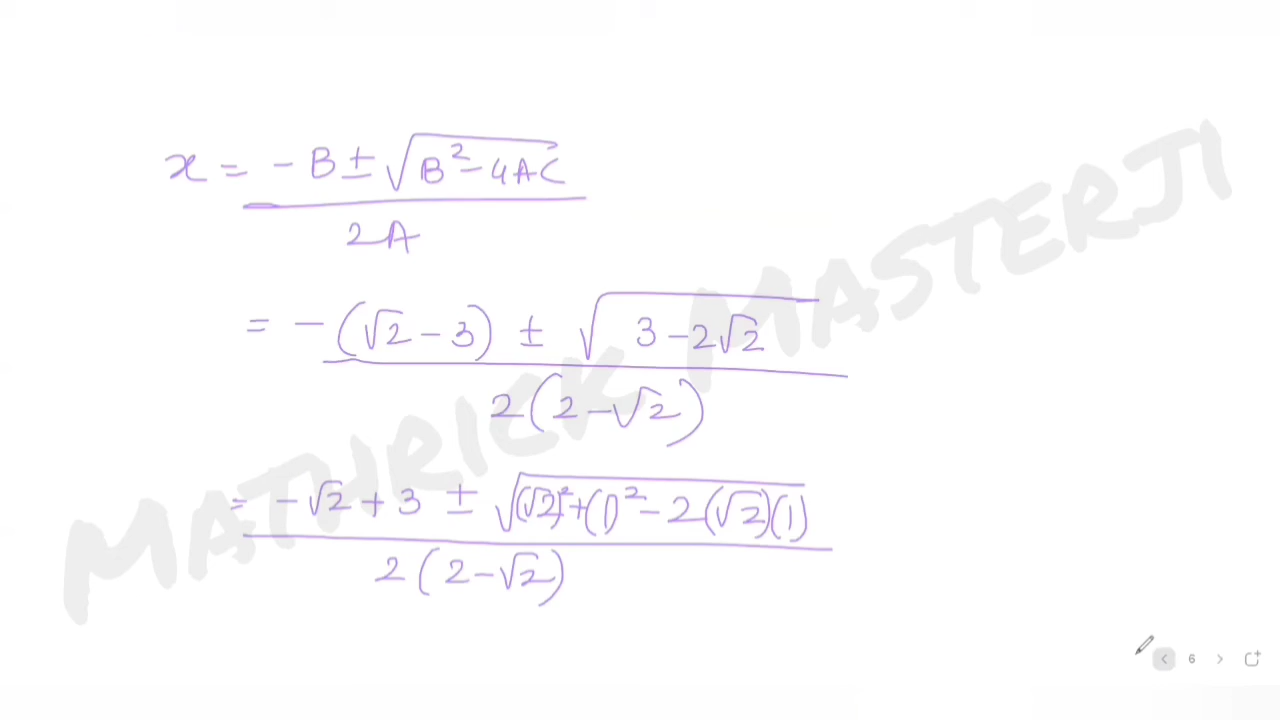 x = -B ± √(B² - 4AC)
2A
= -(√2 - 3) ± √(3 - 2√2)
2(2 - √2)
= -√2 + 3 ± √((√2)² + (1)² - 2(√2)(1))
2(2 - √2)
MATHRICK MASTERJI
6